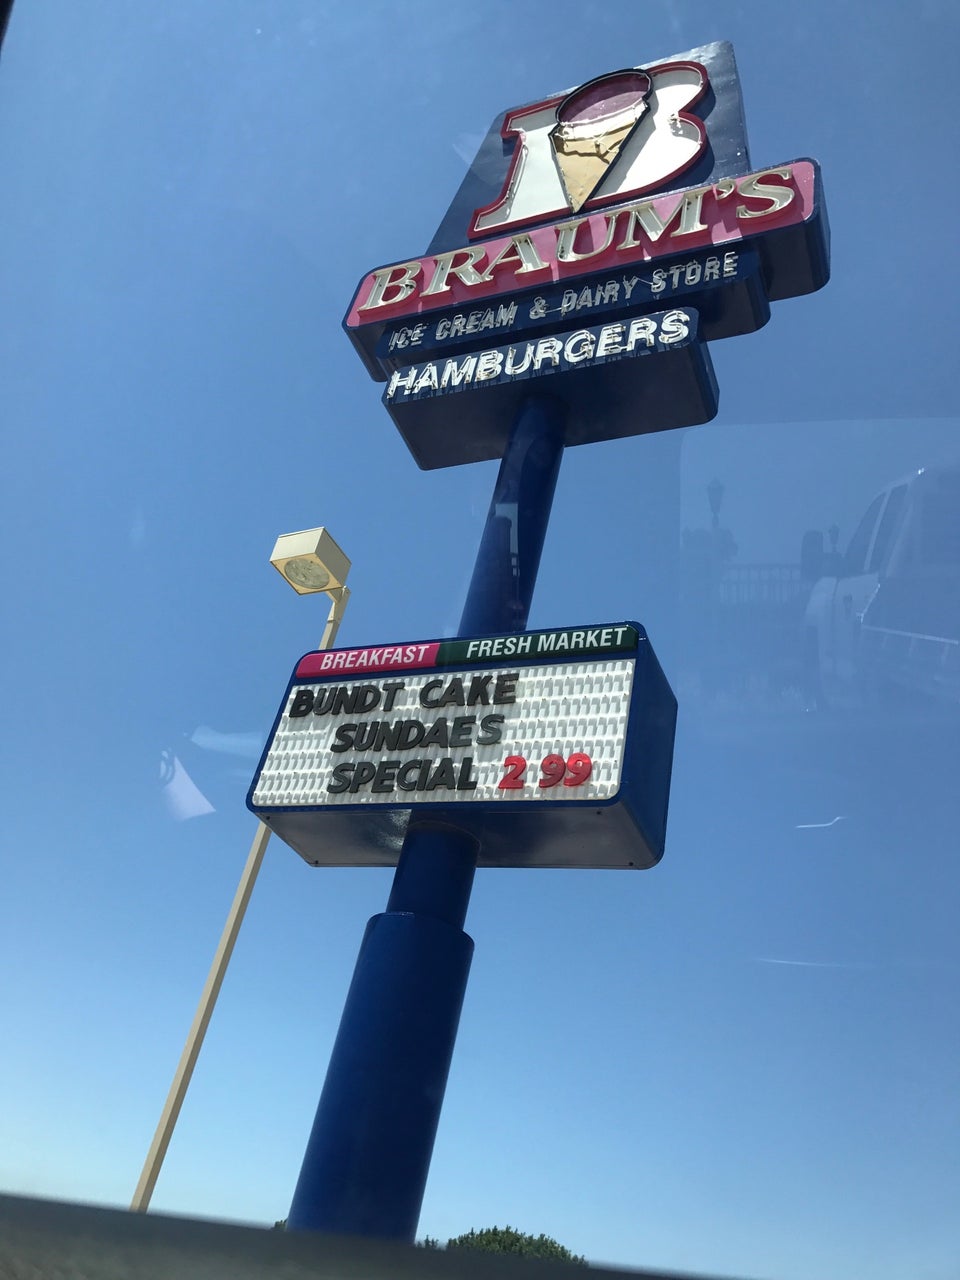 B
BRAUM'S
ICE CREAM & DAIRY STORE
HAMBURGERS
BREAKFAST FRESH MARKET
BUNDT CAKE
SUNDAES
SPECIAL 2 99